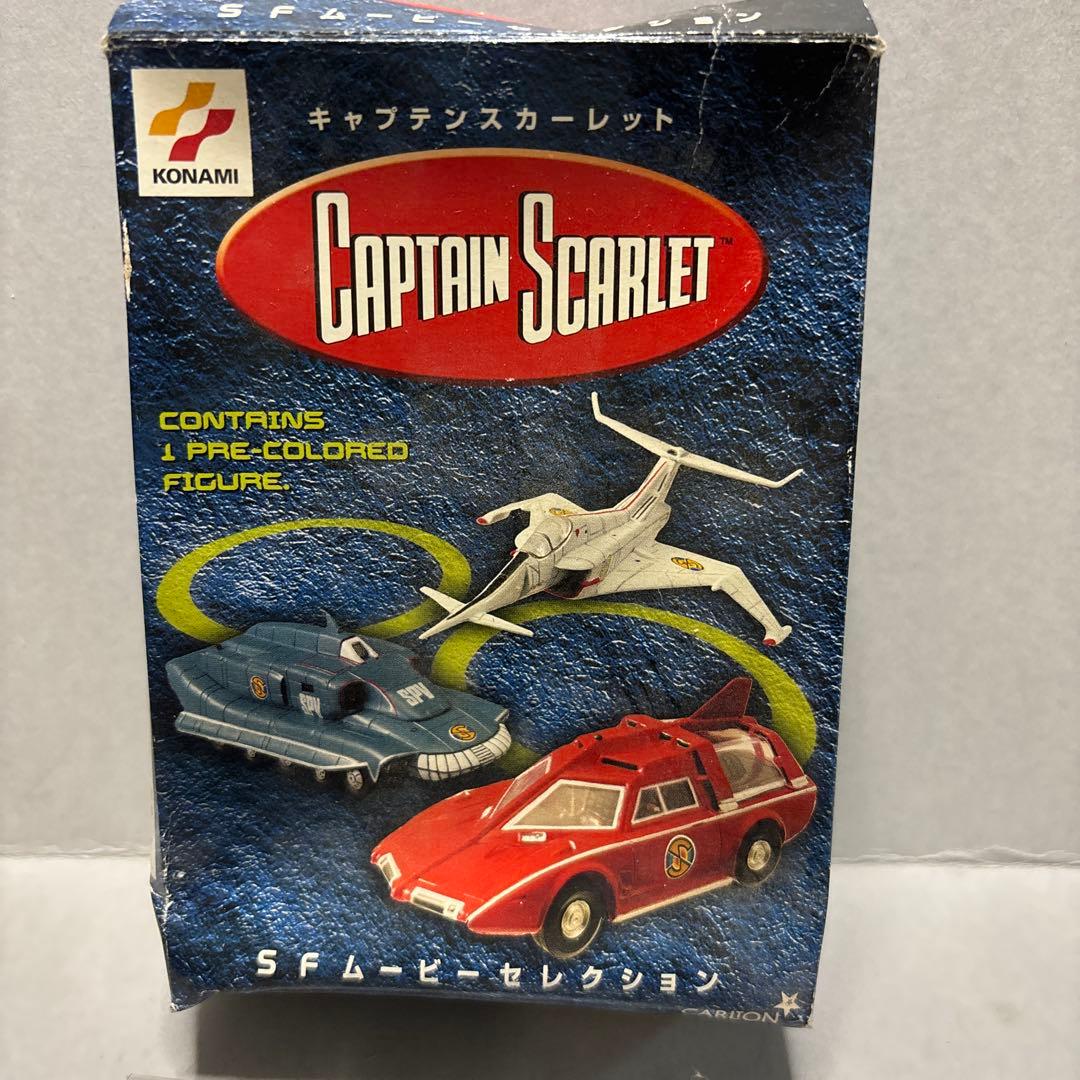 SFムービーセレクション
KONAMI
キャプテンスカーレット
CAPTAIN SCARLET™
CONTAINS
1 PRE-COLORED
FIGURE.
SPV
SPV
SFムービーセレクション
CARLTON